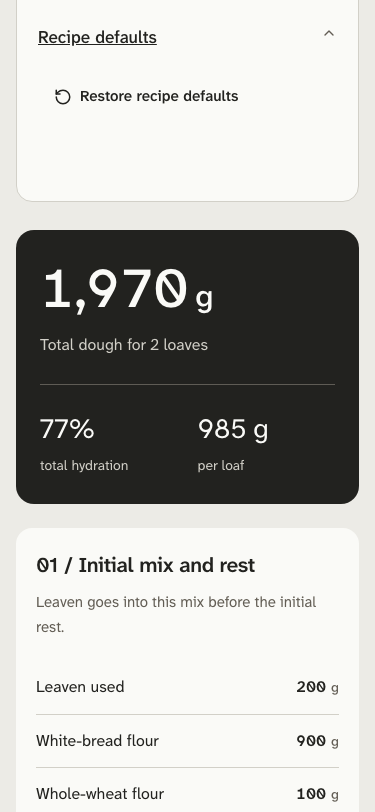 Recipe defaults
Restore recipe defaults
1,970 g
Total dough for 2 loaves
77%
985 g
total hydration
per loaf
01 / Initial mix and rest
Leaven goes into this mix before the initial
rest.
Leaven used 200 g
White-bread flour 900 g
Whole-wheat flour 100 g